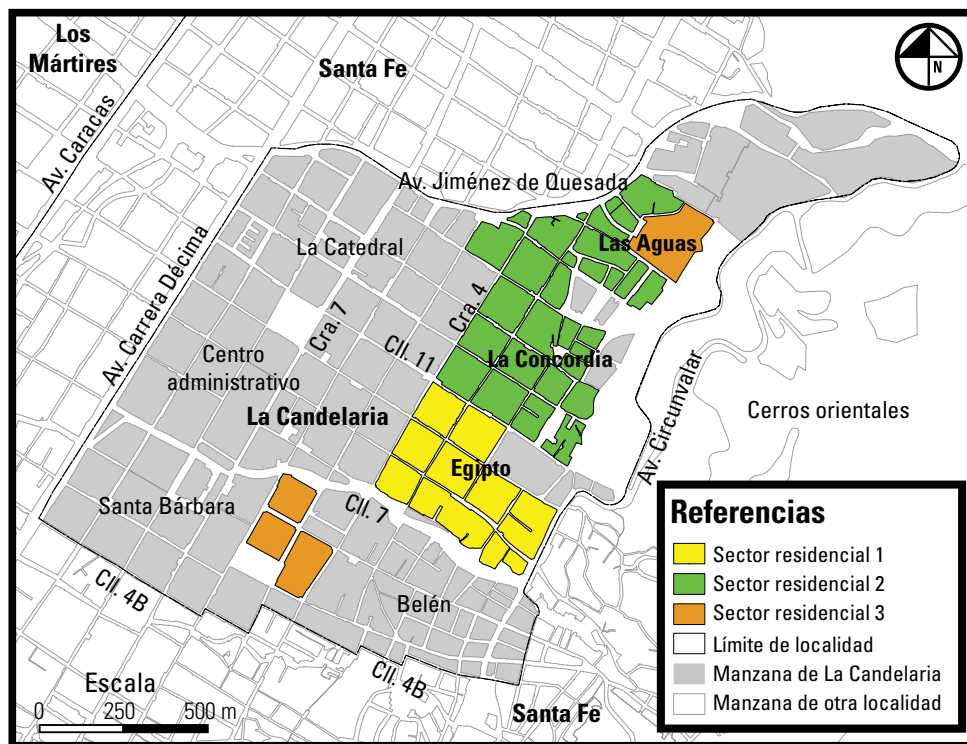 Los
Mártires
Santa Fe
Av. Caracas
N
Av. Jiménez de Quesada
La Catedral
Las Aguas
Av. Carrera Décima
Cra. 7
Cra. 4
Cll. 11
La Concordia
Centro
administrativo
La Candelaria
Av. Circunvalar
Cerros orientales
Egipto
Santa Bárbara
Cll. 7
Belén
Cll. 4B
Cll. 4B
Santa Fe
Escala
0 250 500 m
Referencias
Sector residencial 1
Sector residencial 2
Sector residencial 3
Límite de localidad
Manzana de La Candelaria
Manzana de otra localidad